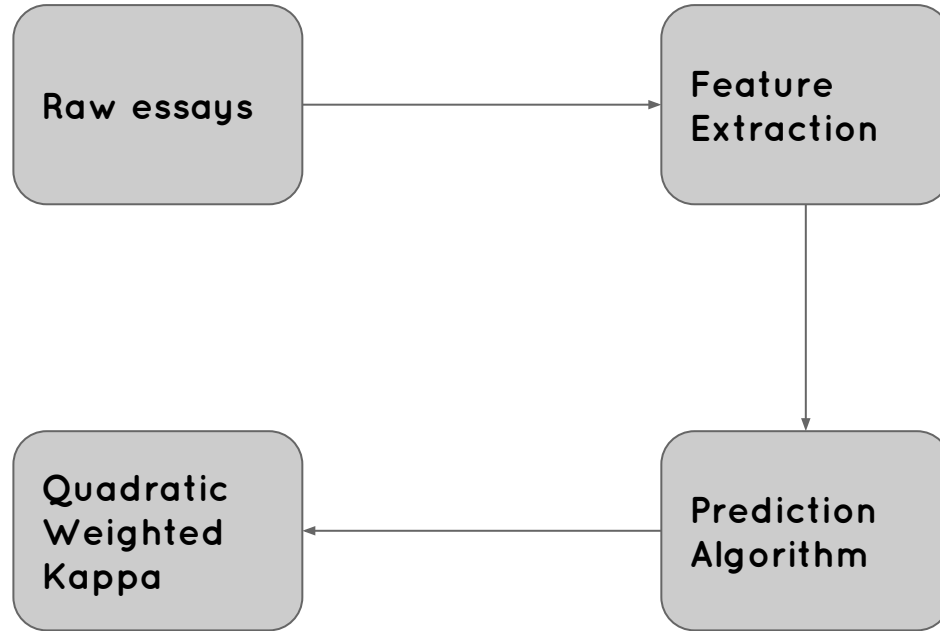 Raw essays
Feature
Extraction
Quadratic
Weighted
Kappa
Prediction
Algorithm